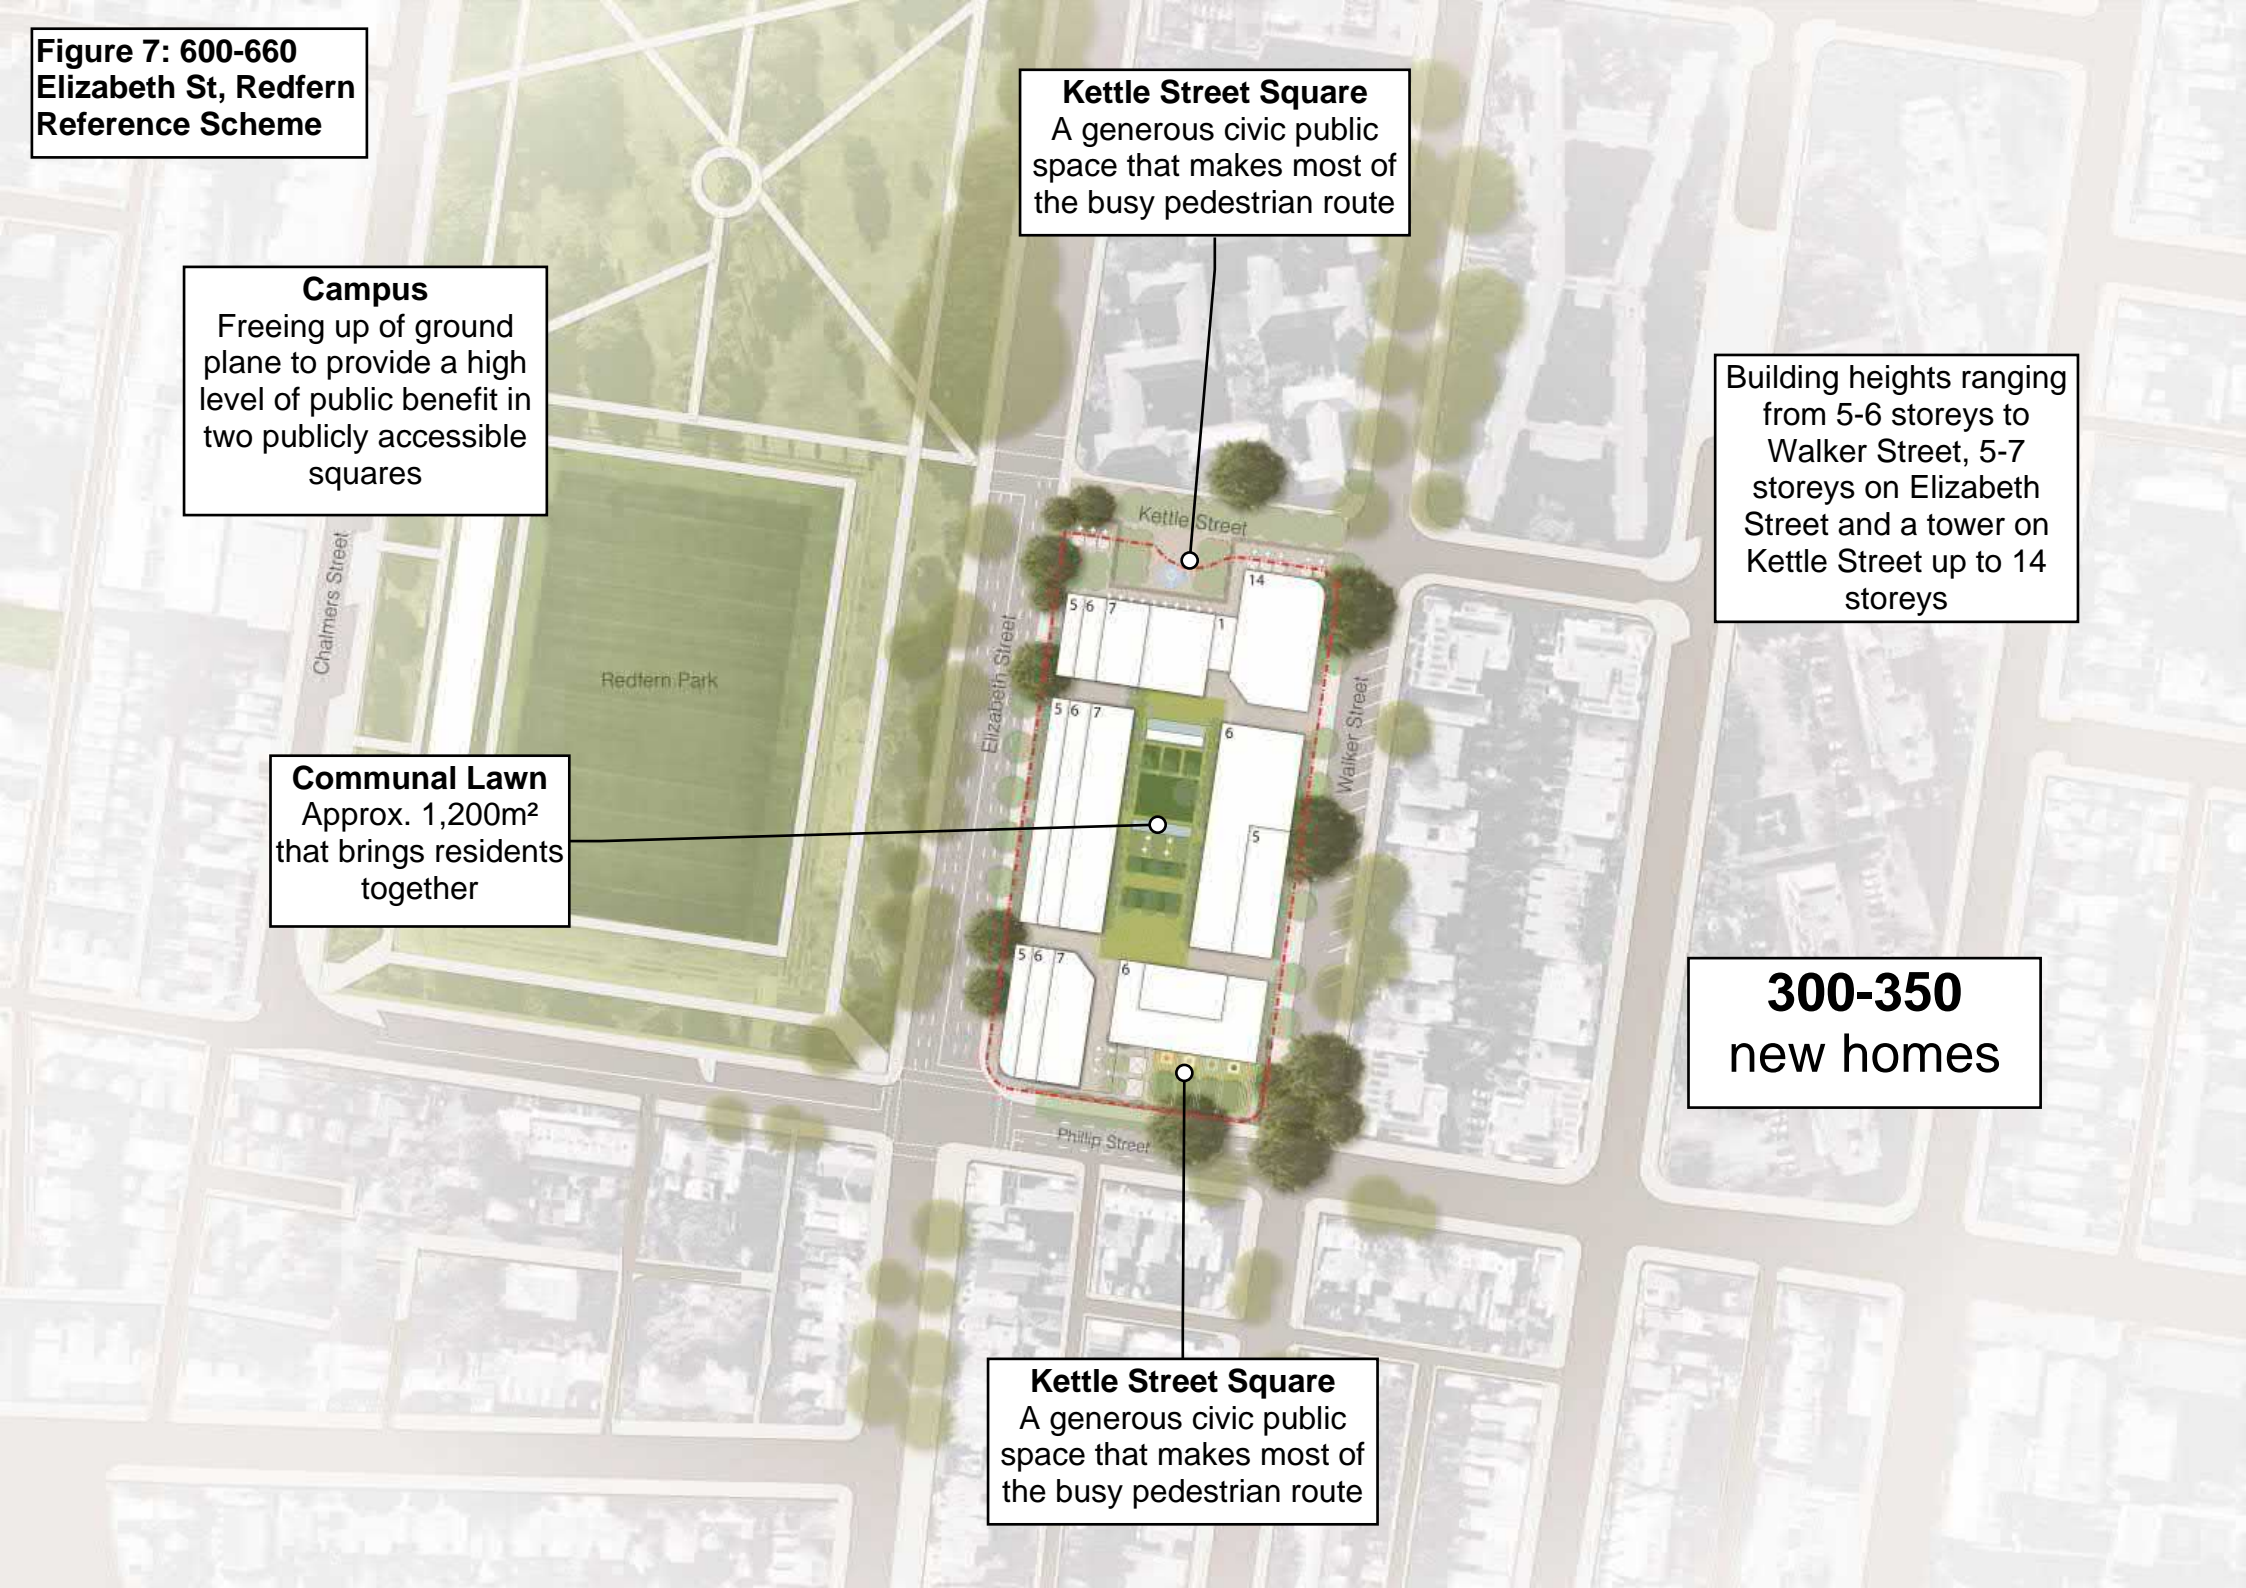 Figure 7: 600-660
Elizabeth St, Redfern
Reference Scheme
Kettle Street Square
A generous civic public
space that makes most of
the busy pedestrian route
Campus
Freeing up of ground
plane to provide a high
level of public benefit in
two publicly accessible
squares
Building heights ranging
from 5-6 storeys to
Walker Street, 5-7
storeys on Elizabeth
Street and a tower on
Kettle Street up to 14
storeys
Kettle Street
Chalmers Street
14
5 6 7
1
Elizabeth Street
Redfern Park
Walker Street
5 6 7
6
5
Communal Lawn
Approx. 1,200m²
that brings residents
together
5 6 7
6
300-350
new homes
Phillip Street
Kettle Street Square
A generous civic public
space that makes most of
the busy pedestrian route